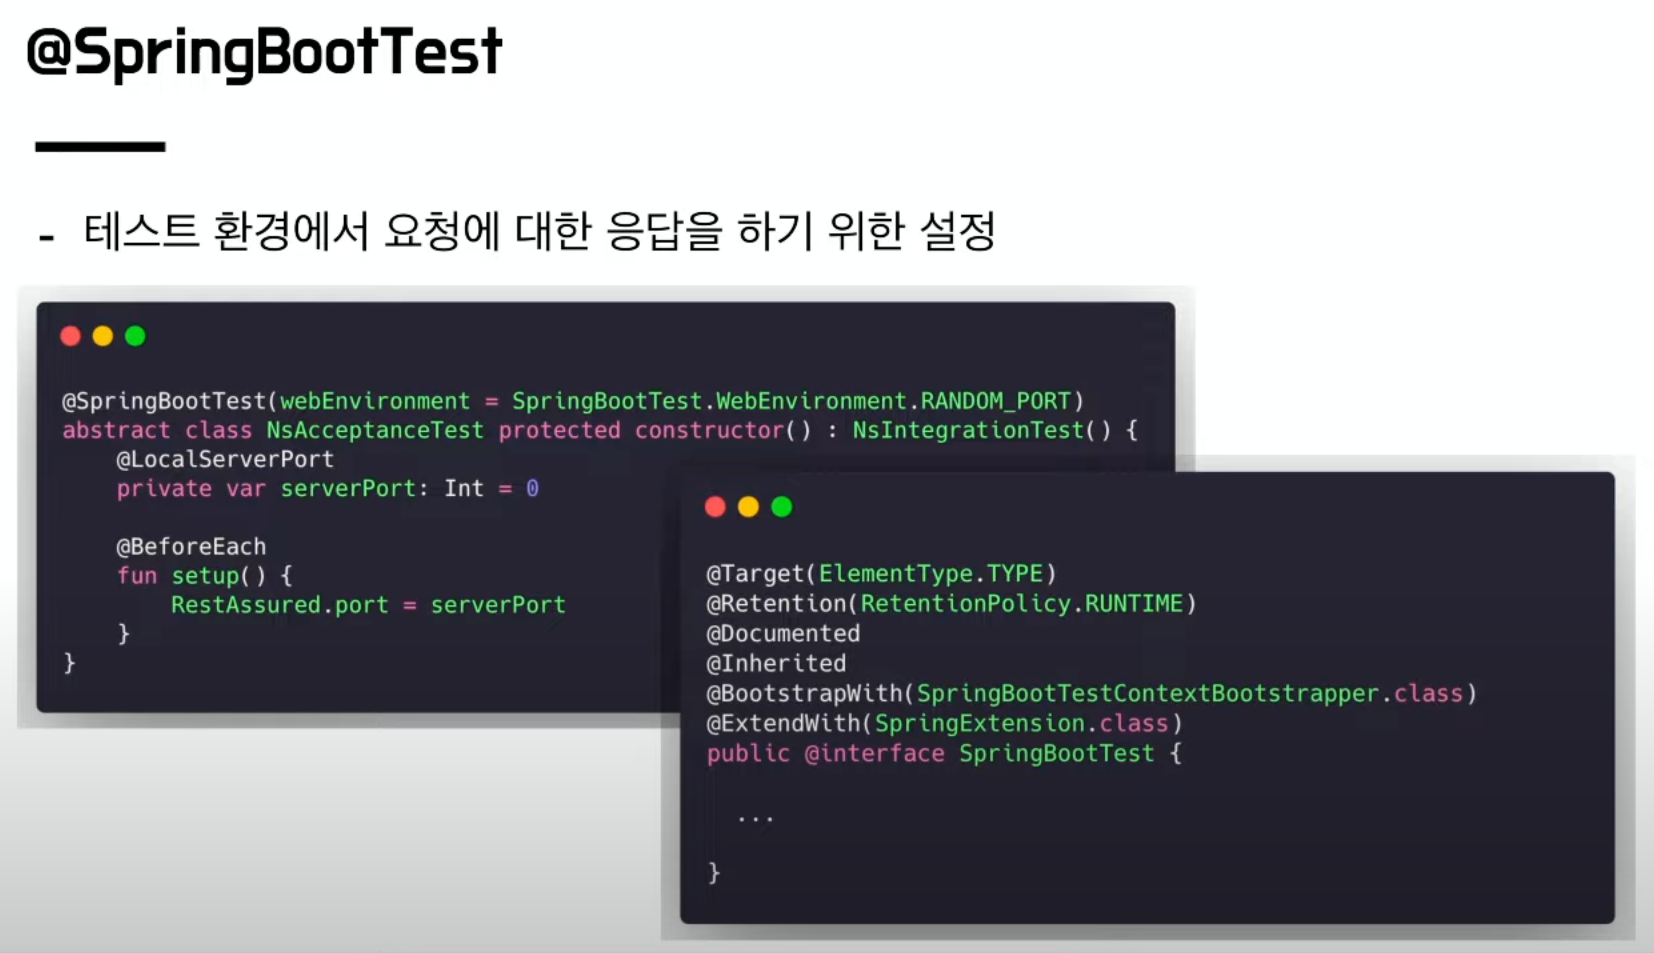 @SpringBootTest
- 테스트 환경에서 요청에 대한 응답을 하기 위한 설정
@SpringBootTest(webEnvironment = SpringBootTest.WebEnvironment.RANDOM_PORT)
abstract class NsAcceptanceTest protected constructor() : NsIntegrationTest() {
    @LocalServerPort
    private var serverPort: Int = 0
    @BeforeEach
    fun setup() {
        RestAssured.port = serverPort
    }
}
@Target(ElementType.TYPE)
@Retention(RetentionPolicy.RUNTIME)
@Documented
@Inherited
@BootstrapWith(SpringBootTestContextBootstrapper.class)
@ExtendWith(SpringExtension.class)
public @interface SpringBootTest {
  ...
}